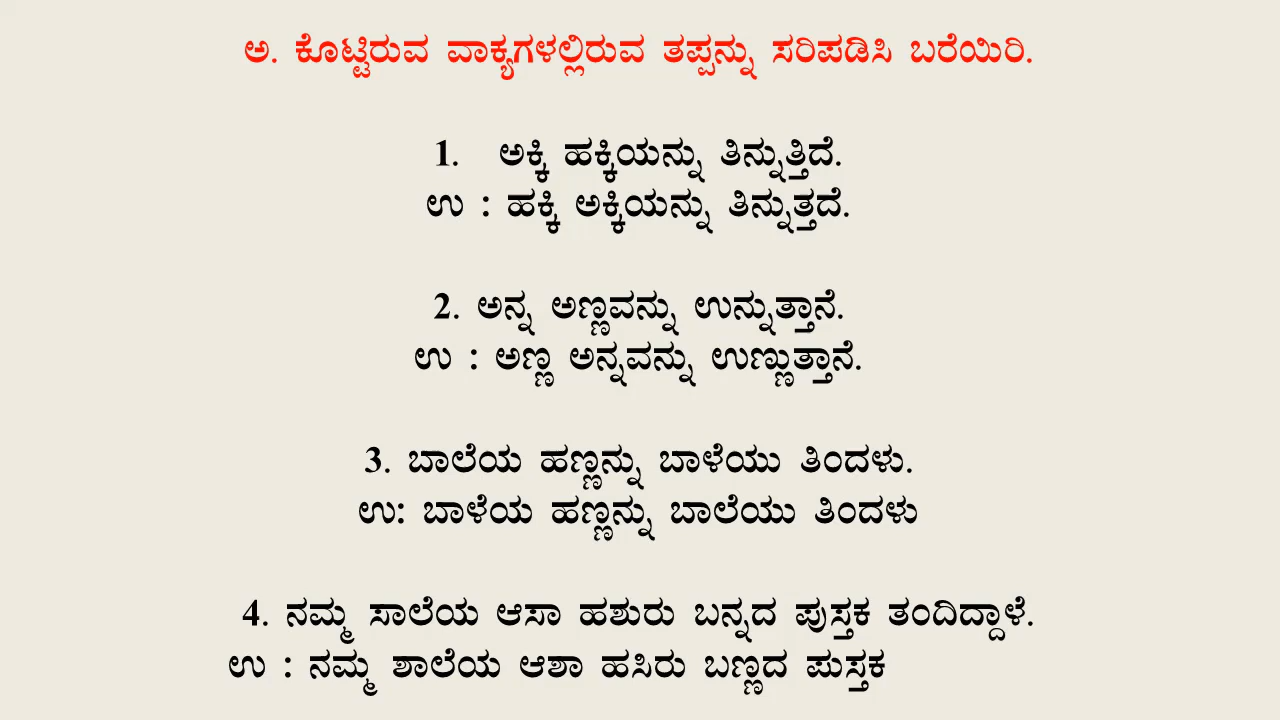 ಅ. ಕೊಟ್ಟಿರುವ ವಾಕ್ಯಗಳಲ್ಲಿರುವ ತಪ್ಪನ್ನು ಸರಿಪಡಿಸಿ ಬರೆಯಿರಿ.
1. ಅಕ್ಕಿ ಹಕ್ಕಿಯನ್ನು ತಿನ್ನುತ್ತಿದೆ.
ಉ : ಹಕ್ಕಿ ಅಕ್ಕಿಯನ್ನು ತಿನ್ನುತ್ತದೆ.
2. ಅನ್ನ ಅಣ್ಣವನ್ನು ಉನ್ನುತ್ತಾನೆ.
ಉ : ಅಣ್ಣ ಅನ್ನವನ್ನು ಉಣ್ಣುತ್ತಾನೆ.
3. ಬಾಲೆಯ ಹಣ್ಣನ್ನು ಬಾಳೆಯು ತಿಂದಳು.
ಉ: ಬಾಳೆಯ ಹಣ್ಣನ್ನು ಬಾಲೆಯು ತಿಂದಳು
4. ನಮ್ಮ ಸಾಲೆಯ ಆಸಾ ಹಶುರು ಬನ್ನದ ಪುಸ್ತಕ ತಂದಿದ್ದಾಳೆ.
ಉ : ನಮ್ಮ ಶಾಲೆಯ ಆಶಾ ಹಸಿರು ಬಣ್ಣದ ಪುಸ್ತಕ